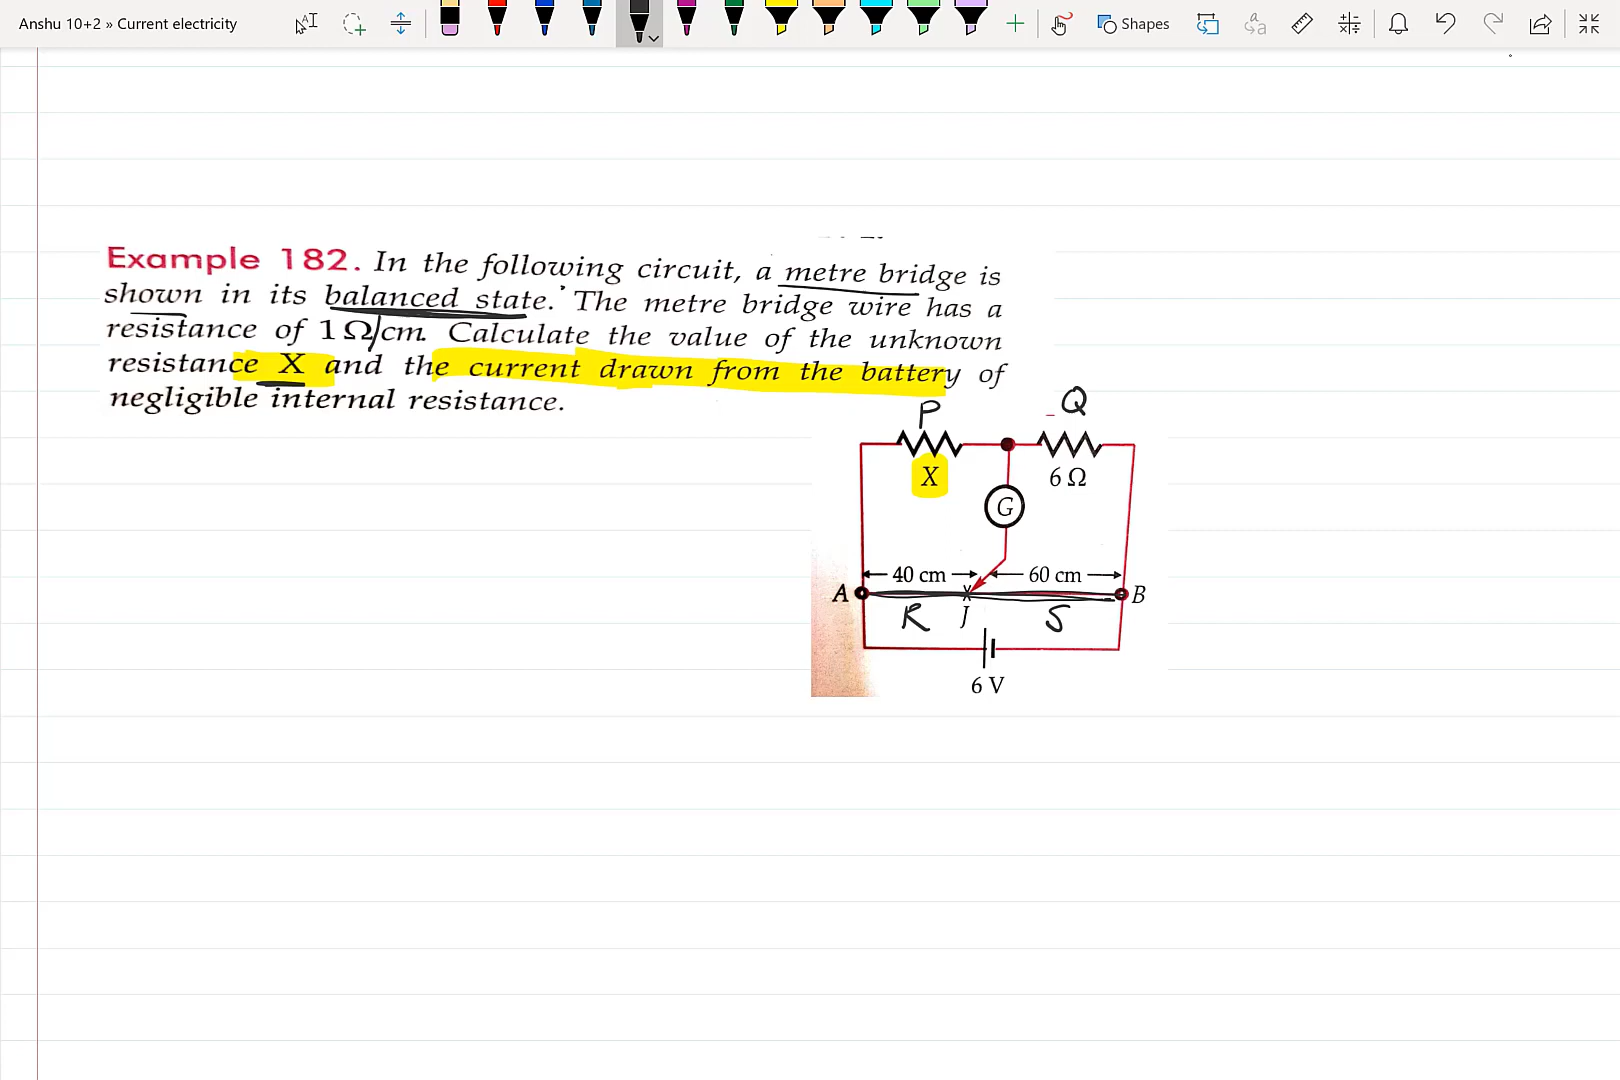 Anshu 10+2 » Current electricity
Shapes
Example 182. In the following circuit, a metre bridge is
shown in its balanced state. The metre bridge wire has a
resistance of 1Ω/cm. Calculate the value of the unknown
resistance X and the current drawn from the battery of
negligible internal resistance.
P Q
X 6 Ω
G
40 cm 60 cm
A B
R J S
6 V